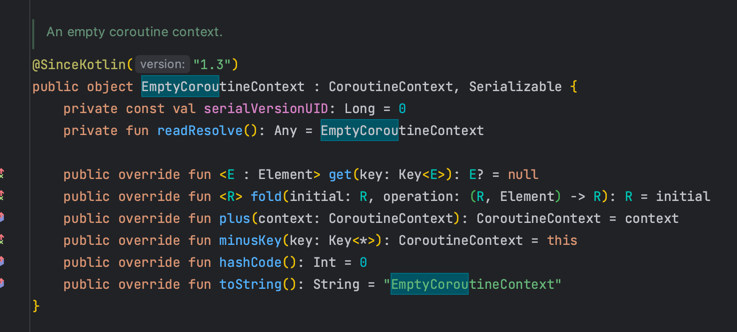 An empty coroutine context.
@SinceKotlin( version: "1.3")
public object EmptyCoroutineContext : CoroutineContext, Serializable {
private const val serialVersionUID: Long = 0
private fun readResolve(): Any = EmptyCoroutineContext
public override fun <E : Element> get(key: Key<E>): E? = null
public override fun <R> fold(initial: R, operation: (R, Element) -> R): R = initial
public override fun plus(context: CoroutineContext): CoroutineContext = context
public override fun minusKey(key: Key<*>): CoroutineContext = this
public override fun hashCode(): Int = 0
public override fun toString(): String = "EmptyCoroutineContext"
}